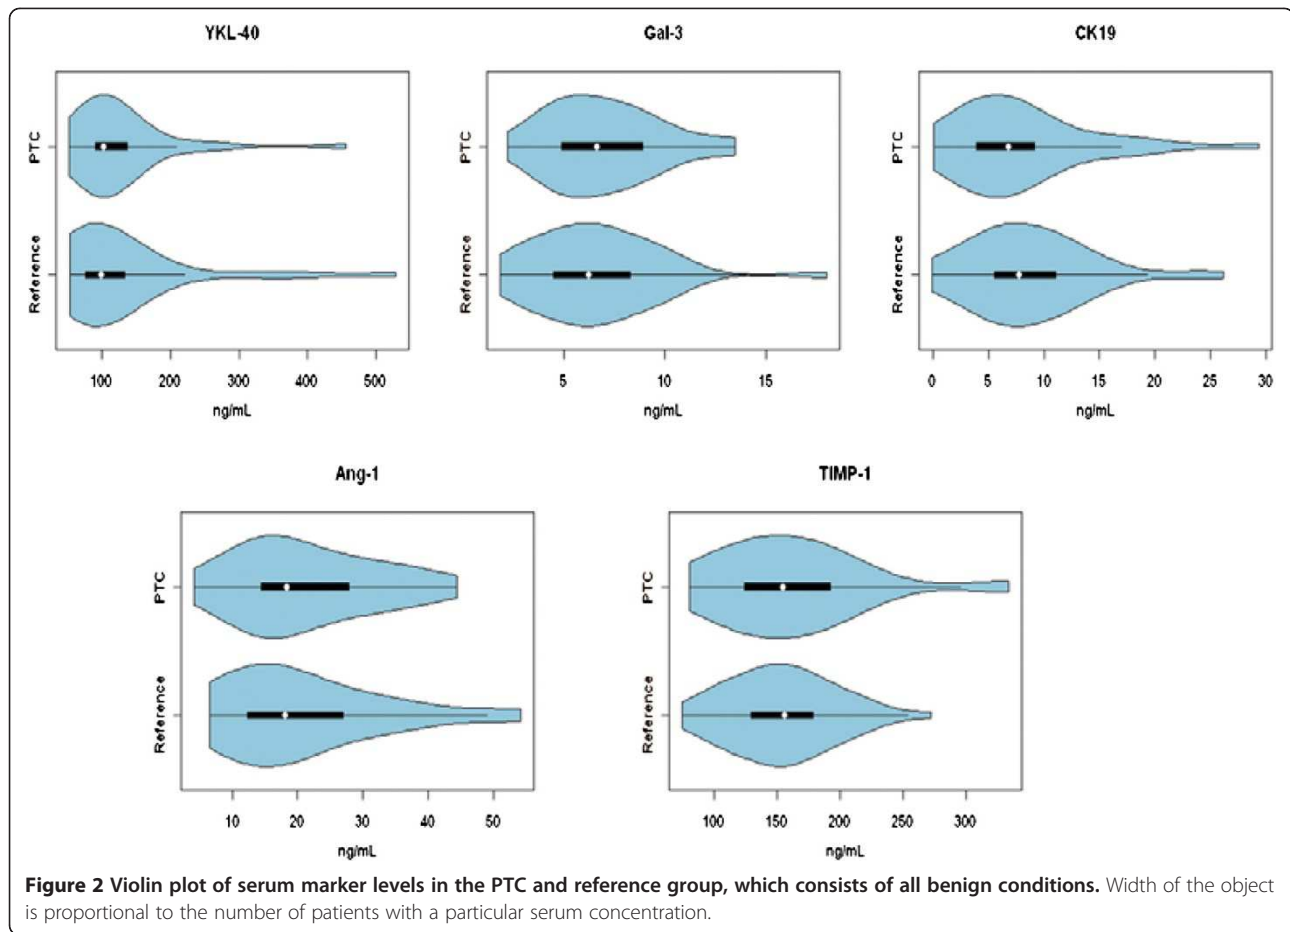 YKL-40
PTC
Reference
100 200 300 400 500
ng/mL
Gal-3
PTC
Reference
5 10 15
ng/mL
CK19
PTC
Reference
0 5 10 15 20 25 30
ng/mL
Ang-1
PTC
Reference
10 20 30 40 50
ng/mL
TIMP-1
PTC
Reference
100 150 200 250 300
ng/mL
Figure 2 Violin plot of serum marker levels in the PTC and reference group, which consists of all benign conditions. Width of the object
is proportional to the number of patients with a particular serum concentration.